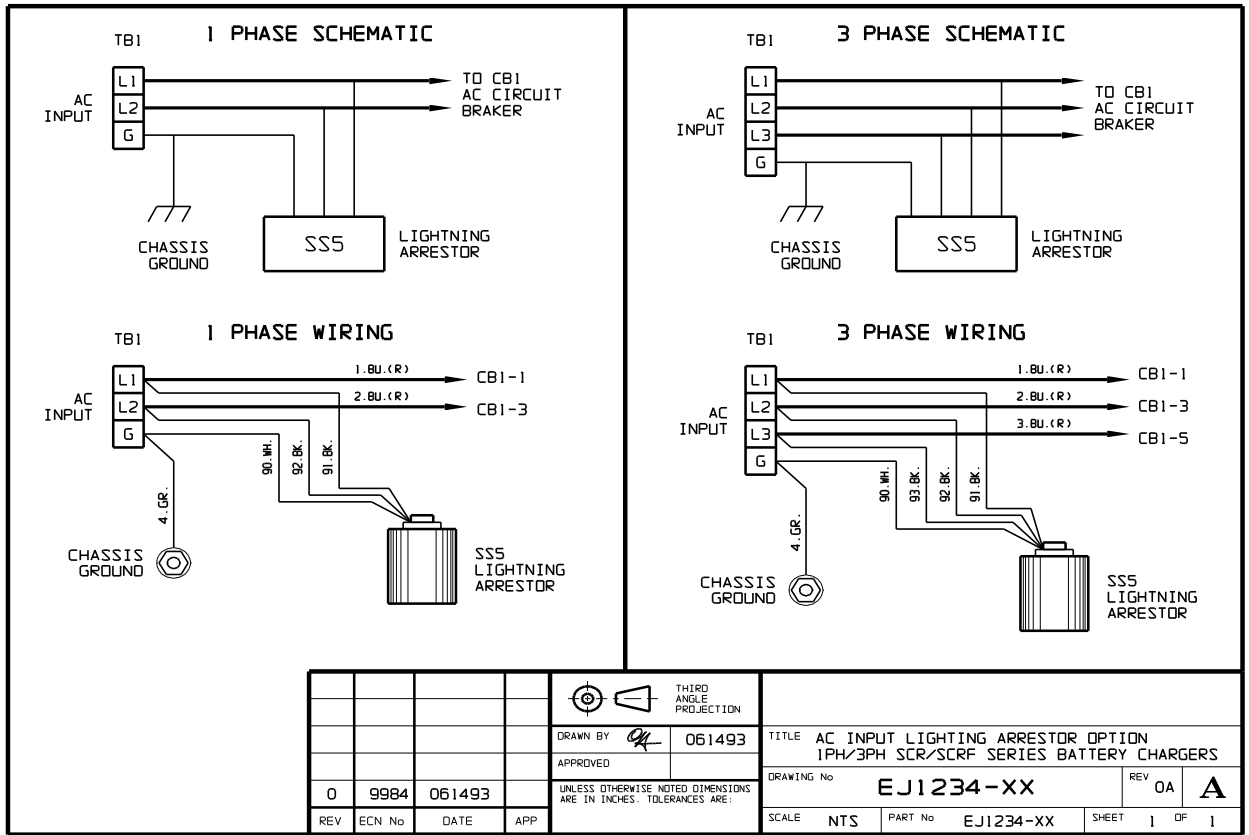 1 PHASE SCHEMATIC
TB1
L1
L2
G
AC
INPUT
TO CB1
AC CIRCUIT
BRAKER
CHASSIS
GROUND
SS5
LIGHTNING
ARRESTOR
3 PHASE SCHEMATIC
TB1
L1
L2
L3
G
AC
INPUT
TO CB1
AC CIRCUIT
BRAKER
CHASSIS
GROUND
SS5
LIGHTNING
ARRESTOR
1 PHASE WIRING
TB1
L1
L2
G
AC
INPUT
1.BU.(R)
CB1-1
2.BU.(R)
CB1-3
90.WH.
92.BK.
91.BK.
4.GR.
CHASSIS
GROUND
SS5
LIGHTNING
ARRESTOR
3 PHASE WIRING
TB1
L1
L2
L3
G
AC
INPUT
1.BU.(R)
CB1-1
2.BU.(R)
CB1-3
3.BU.(R)
CB1-5
90.WH.
93.BK.
92.BK.
91.BK.
4.GR.
CHASSIS
GROUND
SS5
LIGHTNING
ARRESTOR
0 9984 061493
REV ECN No DATE APP
THIRD
ANGLE
PROJECTION
DRAWN BY 061493
APPROVED
UNLESS OTHERWISE NOTED DIMENSIONS
ARE IN INCHES. TOLERANCES ARE:
TITLE AC INPUT LIGHTING ARRESTOR OPTION
1PH/3PH SCR/SCRF SERIES BATTERY CHARGERS
DRAWING No EJ1234-XX REV 0A A
SCALE NTS PART No EJ1234-XX SHEET 1 OF 1